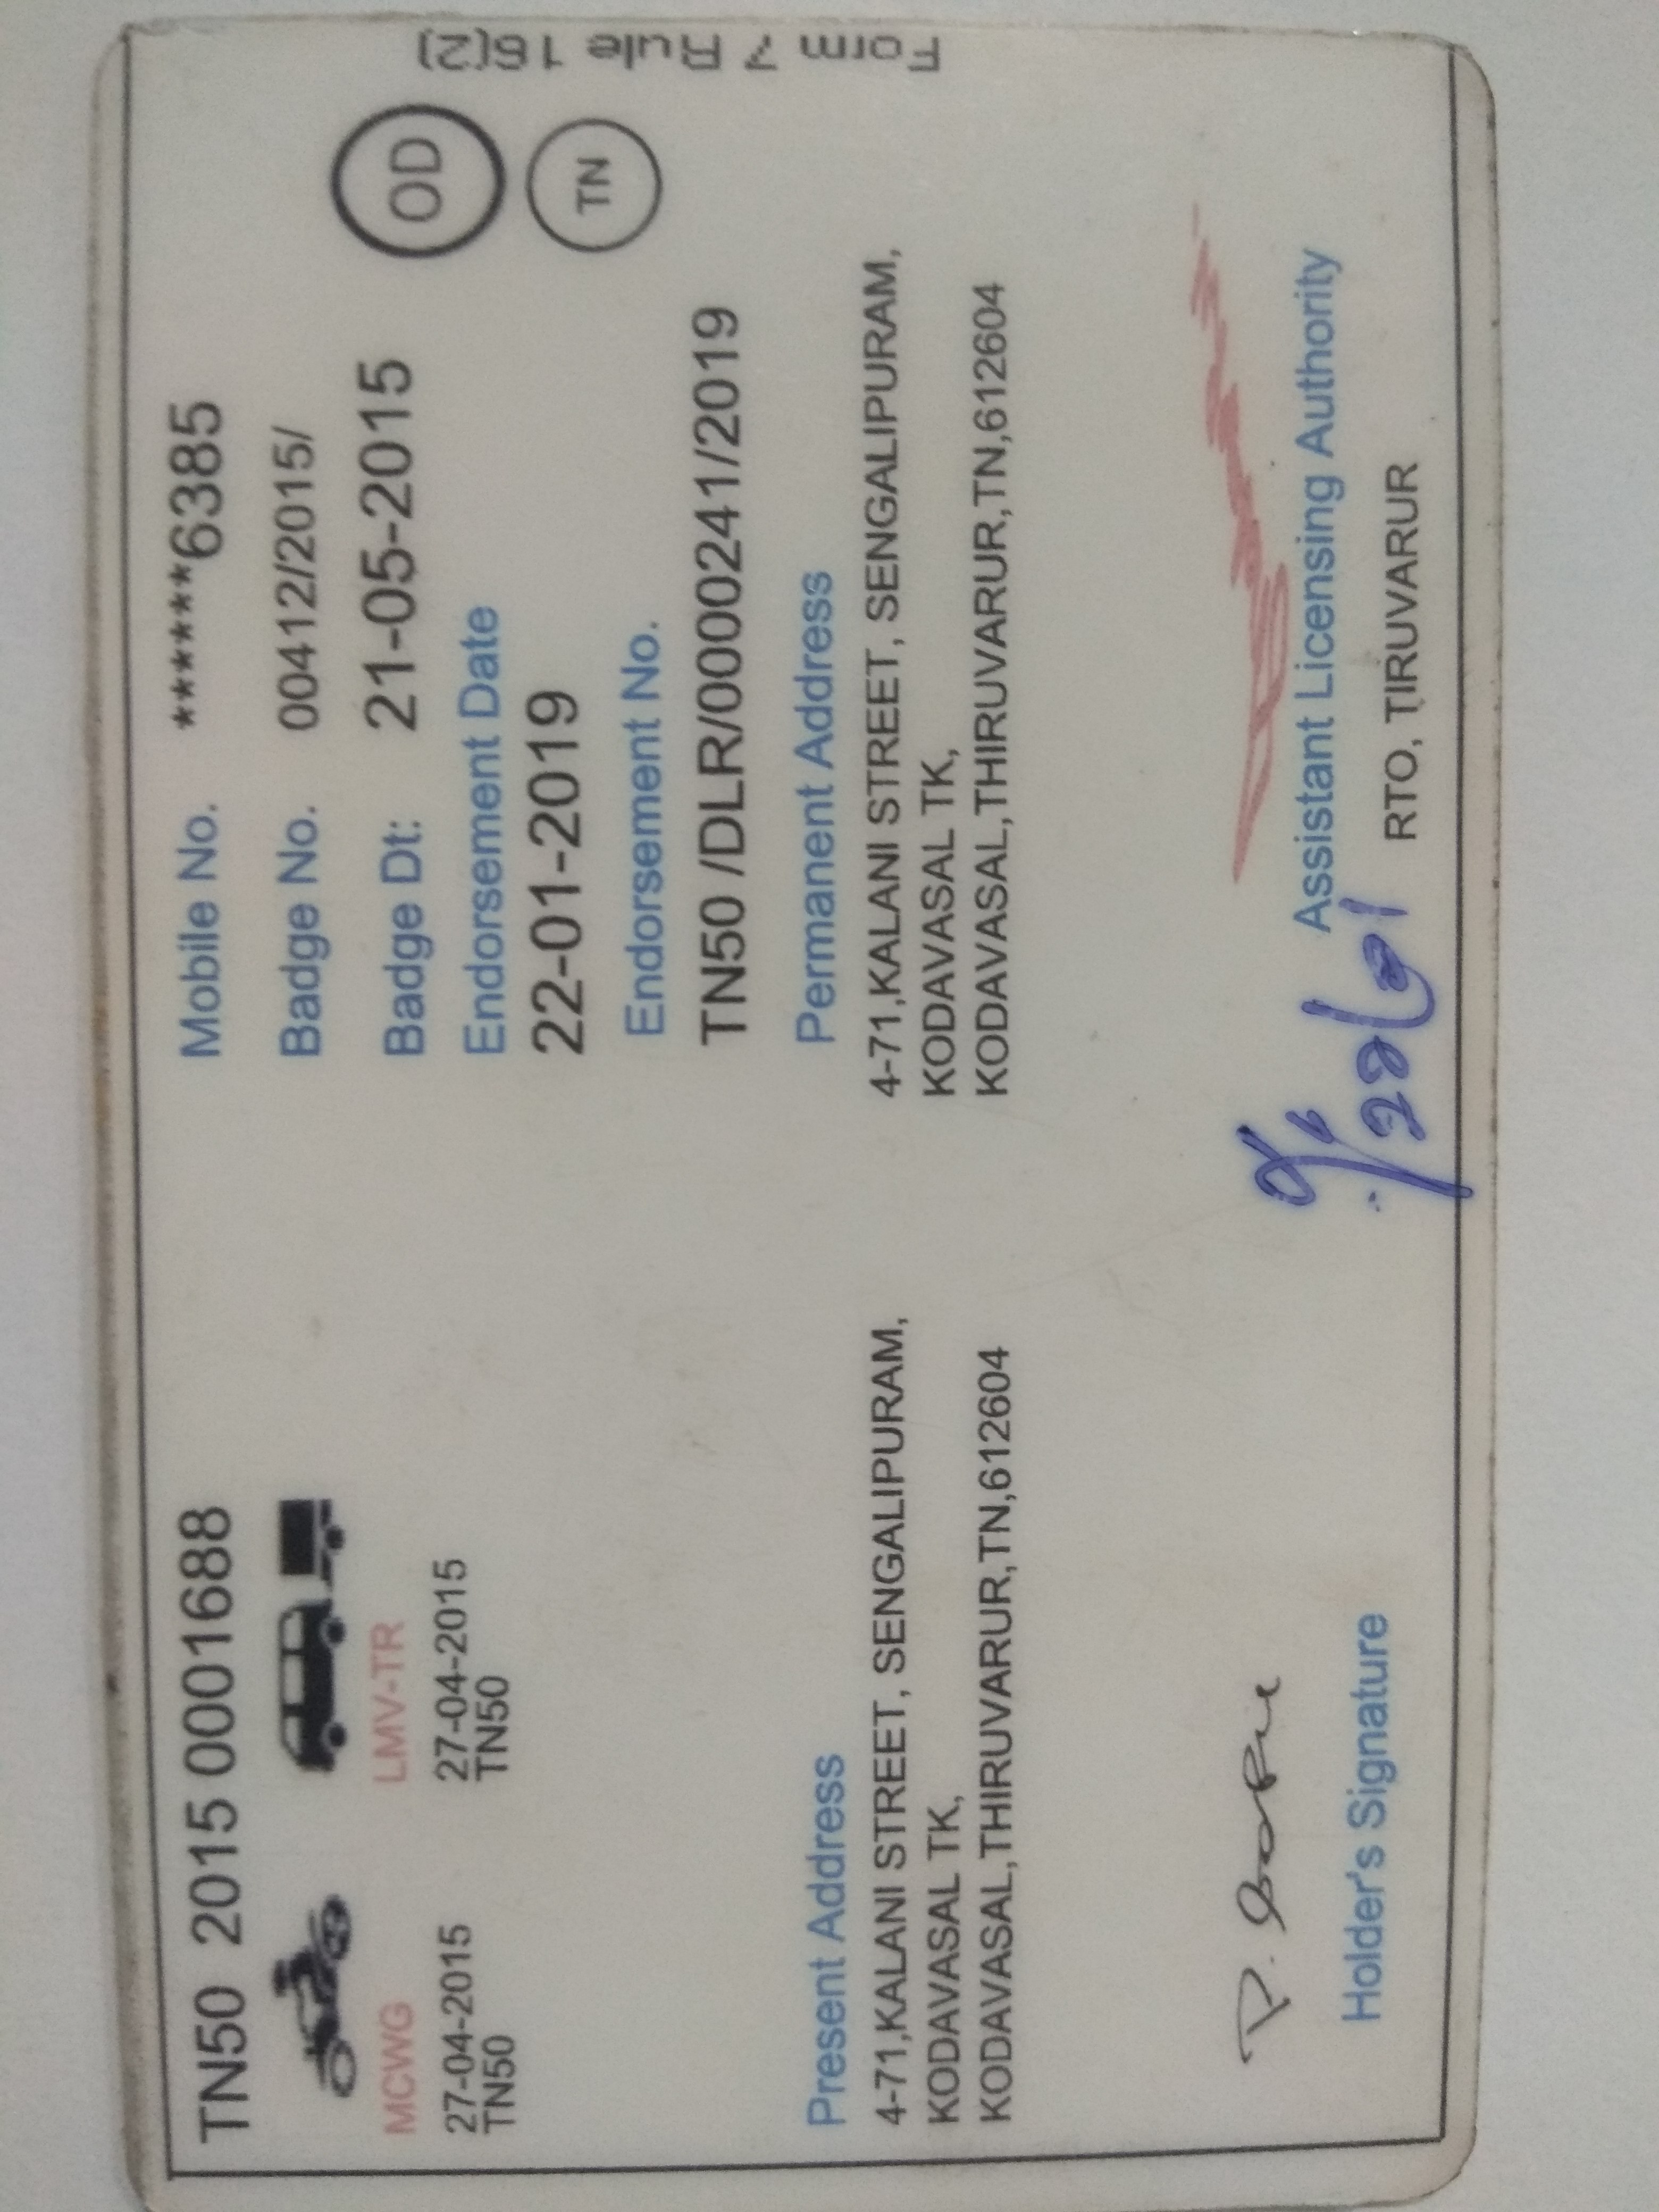 TN50 2015 0001688
MCWG
LMV-TR
27-04-2015
TN50
27-04-2015
TN50
Present Address
4-71,KALANI STREET, SENGALIPURAM,
KODAVASAL TK,
KODAVASAL,THIRUVARUR,TN,612604
P. Gopu
Holder's Signature
Mobile No. ******6385
Badge No. 00412/2015/
Badge Dt: 21-05-2015
Endorsement Date
22-01-2019
Endorsement No.
TN50 /DLR/0000241/2019
Permanent Address
4-71,KALANI STREET, SENGALIPURAM,
KODAVASAL TK,
KODAVASAL,THIRUVARUR,TN,612604
Assistant Licensing Authority
RTO, TIRUVARUR
OD
TN
Form 7 Rule 16(2)